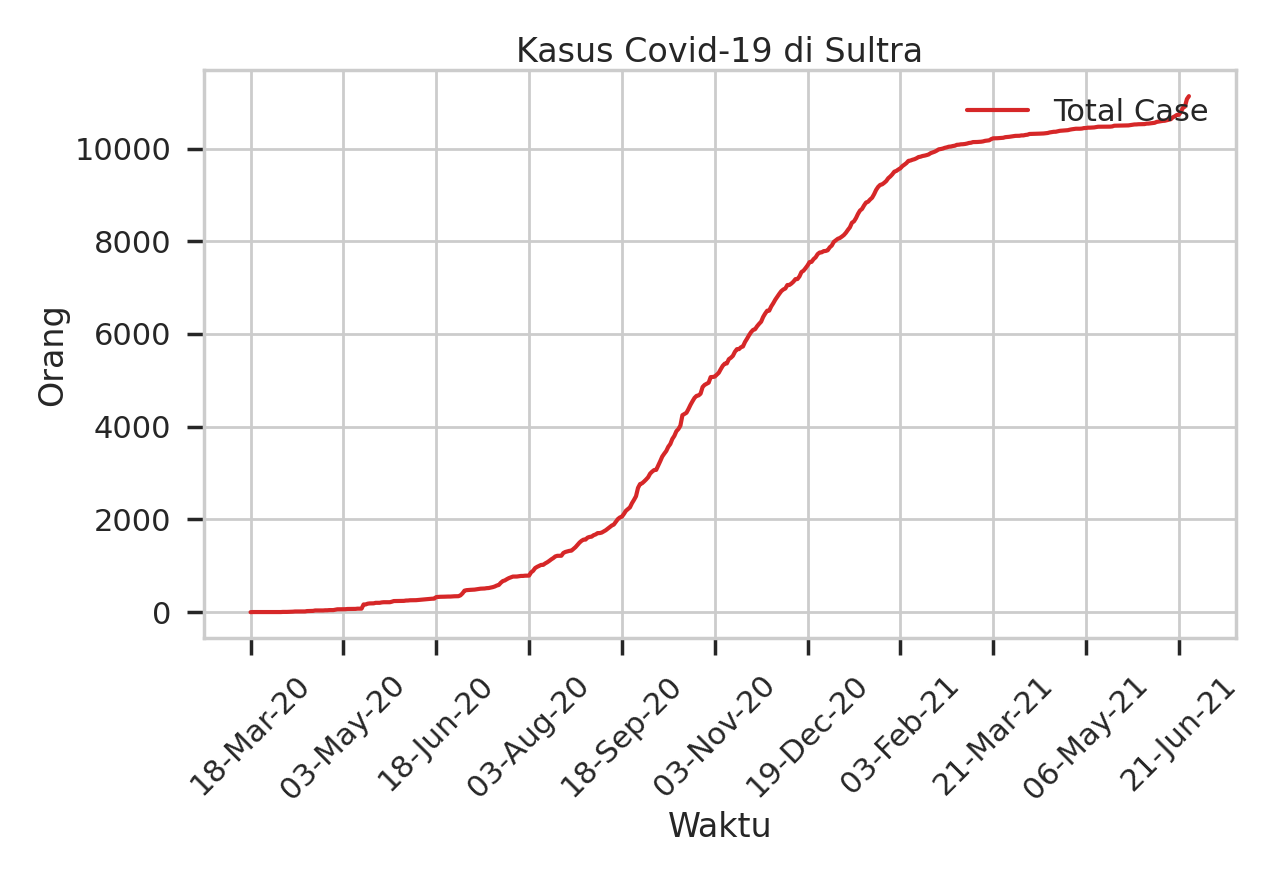 Kasus Covid-19 di Sultra
Total Case
10000
8000
6000
4000
2000
0
Orang
18-Mar-20
03-May-20
18-Jun-20
03-Aug-20
18-Sep-20
03-Nov-20
19-Dec-20
03-Feb-21
21-Mar-21
06-May-21
21-Jun-21
Waktu